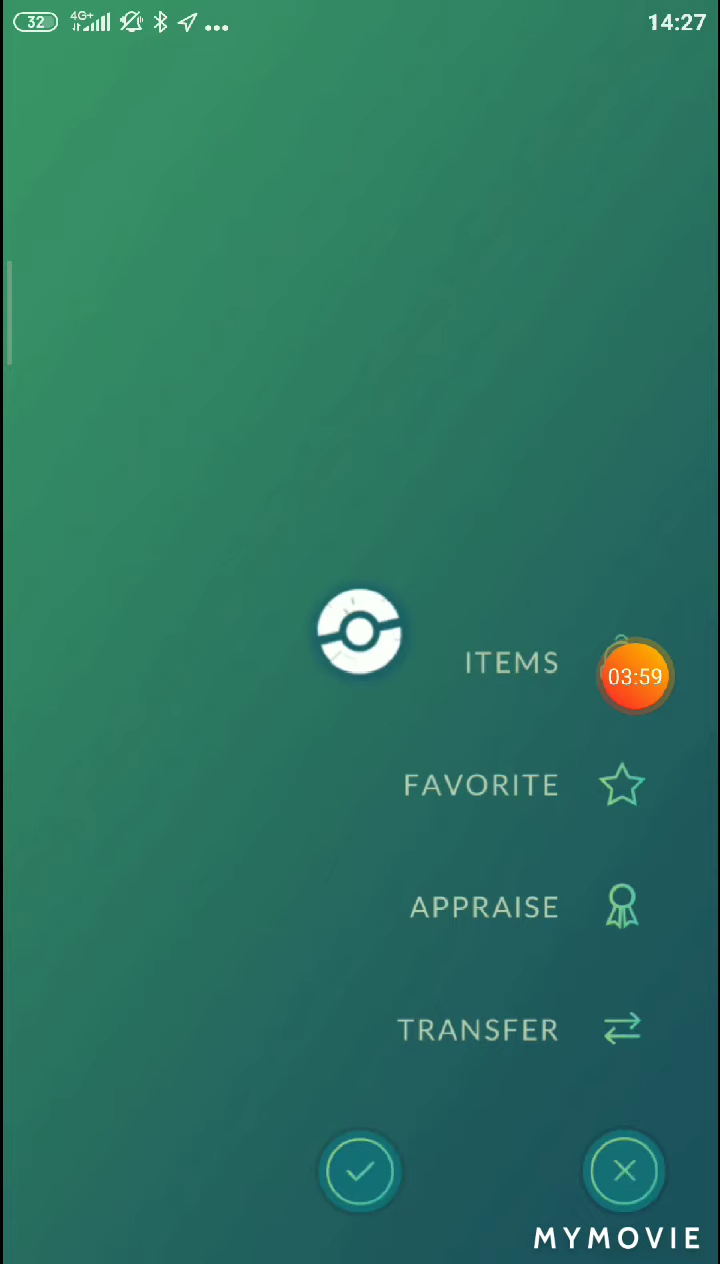 32 4G+ 14:27
ITEMS
03:59
FAVORITE
APPRAISE
TRANSFER
MYMOVIE